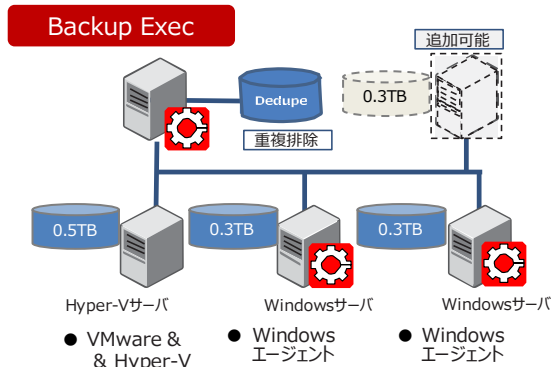 Backup Exec
追加可能
Dedupe
0.3TB
重複排除
0.5TB
0.3TB
0.3TB
Hyper-Vサーバ
Windowsサーバ
Windowsサーバ
● VMware &
& Hyper-V
● Windows
エージェント
● Windows
エージェント